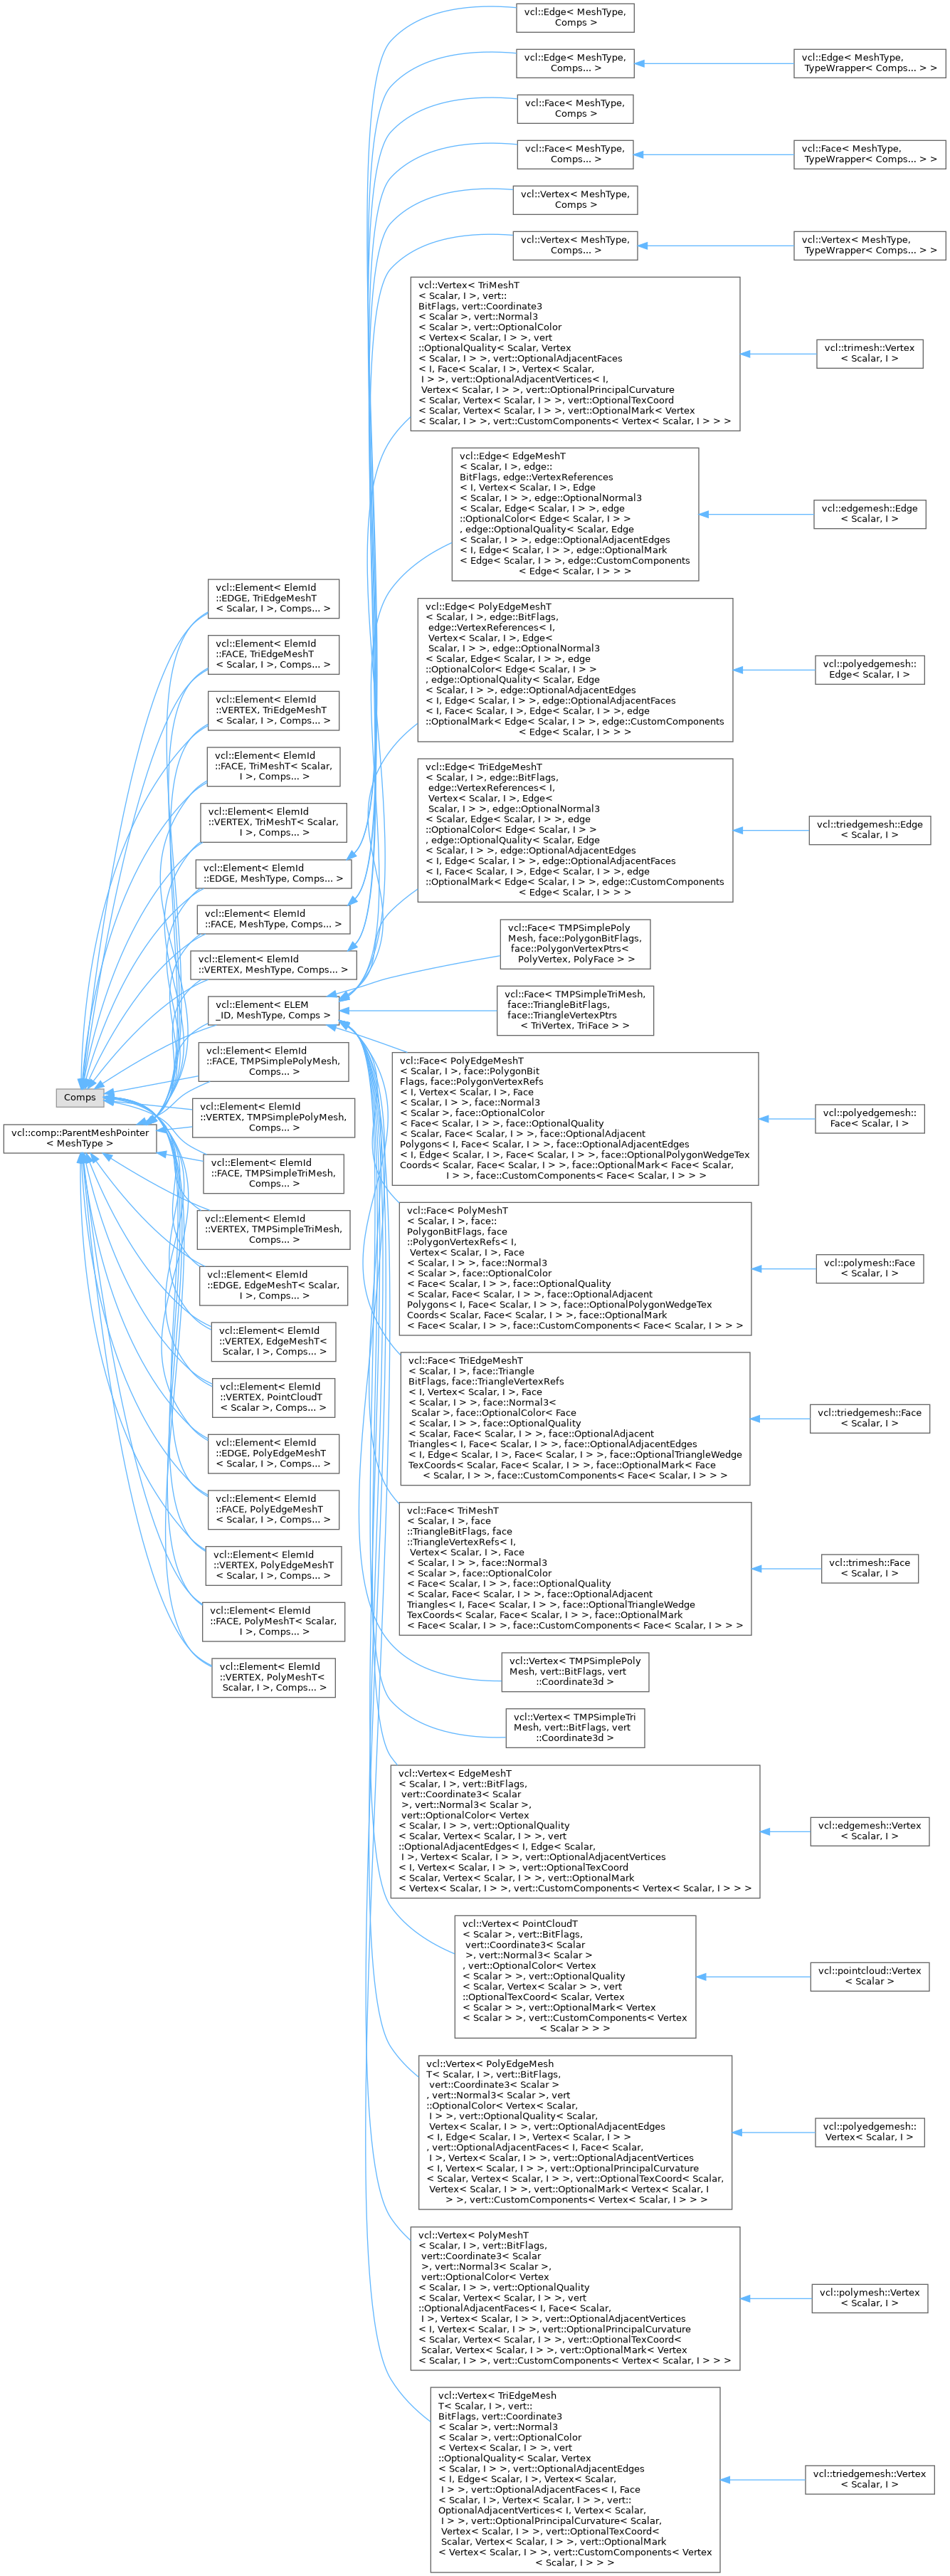 vcl::Edge< MeshType,
Comps >
vcl::Edge< MeshType,
Comps... >
vcl::Edge< MeshType,
TypeWrapper< Comps... > >
vcl::Face< MeshType,
Comps >
vcl::Face< MeshType,
Comps... >
vcl::Face< MeshType,
TypeWrapper< Comps... > >
vcl::Vertex< MeshType,
Comps >
vcl::Vertex< MeshType,
Comps... >
vcl::Vertex< MeshType,
TypeWrapper< Comps... > >
vcl::Vertex< TriMeshT
< Scalar, I >, vert::
BitFlags, vert::Coordinate3
< Scalar >, vert::Normal3
< Scalar >, vert::OptionalColor
< Vertex< Scalar, I > >, vert
::OptionalQuality< Scalar, Vertex
< Scalar, I > >, vert::OptionalAdjacentFaces
< I, Face< Scalar, I >, Vertex< Scalar,
I > >, vert::OptionalAdjacentVertices< I,
Vertex< Scalar, I > >, vert::OptionalPrincipalCurvature
< Scalar, Vertex< Scalar, I > >, vert::OptionalTexCoord
< Scalar, Vertex< Scalar, I > >, vert::OptionalMark< Vertex
< Scalar, I > >, vert::CustomComponents< Vertex< Scalar, I > > >
vcl::trimesh::Vertex
< Scalar, I >
vcl::Edge< EdgeMeshT
< Scalar, I >, edge::
BitFlags, edge::VertexReferences
< I, Vertex< Scalar, I >, Edge
< Scalar, I > >, edge::OptionalNormal3
< Scalar, Edge< Scalar, I > >, edge
::OptionalColor< Edge< Scalar, I > >
, edge::OptionalQuality< Scalar, Edge
< Scalar, I > >, edge::OptionalAdjacentEdges
< I, Edge< Scalar, I > >, edge::OptionalMark
< Edge< Scalar, I > >, edge::CustomComponents
< Edge< Scalar, I > > >
vcl::edgemesh::Edge
< Scalar, I >
vcl::Edge< PolyEdgeMeshT
< Scalar, I >, edge::BitFlags,
edge::VertexReferences< I,
Vertex< Scalar, I >, Edge<
Scalar, I > >, edge::OptionalNormal3
< Scalar, Edge< Scalar, I > >, edge
::OptionalColor< Edge< Scalar, I > >
, edge::OptionalQuality< Scalar, Edge
< Scalar, I > >, edge::OptionalAdjacentEdges
< I, Edge< Scalar, I > >, edge::OptionalAdjacentFaces
< I, Face< Scalar, I >, Edge< Scalar, I > >, edge
::OptionalMark< Edge< Scalar, I > >, edge::CustomComponents
< Edge< Scalar, I > > >
vcl::polyedgemesh::
Edge< Scalar, I >
vcl::Edge< TriEdgeMeshT
< Scalar, I >, edge::BitFlags,
edge::VertexReferences< I,
Vertex< Scalar, I >, Edge<
Scalar, I > >, edge::OptionalNormal3
< Scalar, Edge< Scalar, I > >, edge
::OptionalColor< Edge< Scalar, I > >
, edge::OptionalQuality< Scalar, Edge
< Scalar, I > >, edge::OptionalAdjacentEdges
< I, Edge< Scalar, I > >, edge::OptionalAdjacentFaces
< I, Face< Scalar, I >, Edge< Scalar, I > >, edge
::OptionalMark< Edge< Scalar, I > >, edge::CustomComponents
< Edge< Scalar, I > > >
vcl::triedgemesh::Edge
< Scalar, I >
vcl::Element< ElemId
::EDGE, TriEdgeMeshT
< Scalar, I >, Comps... >
vcl::Element< ElemId
::FACE, TriEdgeMeshT
< Scalar, I >, Comps... >
vcl::Element< ElemId
::VERTEX, TriEdgeMeshT
< Scalar, I >, Comps... >
vcl::Element< ElemId
::FACE, TriMeshT< Scalar,
I >, Comps... >
vcl::Element< ElemId
::VERTEX, TriMeshT< Scalar,
I >, Comps... >
vcl::Element< ElemId
::EDGE, MeshType, Comps... >
vcl::Element< ElemId
::FACE, MeshType, Comps... >
vcl::Element< ElemId
::VERTEX, MeshType, Comps... >
vcl::Element< ELEM
_ID, MeshType, Comps >
vcl::Element< ElemId
::FACE, TMPSimplePolyMesh,
Comps... >
vcl::Element< ElemId
::VERTEX, TMPSimplePolyMesh,
Comps... >
vcl::Element< ElemId
::FACE, TMPSimpleTriMesh,
Comps... >
vcl::Element< ElemId
::VERTEX, TMPSimpleTriMesh,
Comps... >
vcl::Element< ElemId
::EDGE, EdgeMeshT< Scalar,
I >, Comps... >
vcl::Element< ElemId
::VERTEX, EdgeMeshT<
Scalar, I >, Comps... >
vcl::Element< ElemId
::VERTEX, PointCloudT
< Scalar >, Comps... >
vcl::Element< ElemId
::EDGE, PolyEdgeMeshT
< Scalar, I >, Comps... >
vcl::Element< ElemId
::FACE, PolyEdgeMeshT
< Scalar, I >, Comps... >
vcl::Element< ElemId
::VERTEX, PolyEdgeMeshT
< Scalar, I >, Comps... >
vcl::Element< ElemId
::FACE, PolyMeshT< Scalar,
I >, Comps... >
vcl::Element< ElemId
::VERTEX, PolyMeshT<
Scalar, I >, Comps... >
Comps
vcl::comp::ParentMeshPointer
< MeshType >
vcl::Face< TMPSimplePoly
Mesh, face::PolygonBitFlags,
face::PolygonVertexPtrs<
PolyVertex, PolyFace > >
vcl::Face< TMPSimpleTriMesh,
face::TriangleBitFlags,
face::TriangleVertexPtrs
< TriVertex, TriFace > >
vcl::Face< PolyEdgeMeshT
< Scalar, I >, face::PolygonBit
Flags, face::PolygonVertexRefs
< I, Vertex< Scalar, I >, Face
< Scalar, I > >, face::Normal3
< Scalar >, face::OptionalColor
< Face< Scalar, I > >, face::OptionalQuality
< Scalar, Face< Scalar, I > >, face::OptionalAdjacent
Polygons< I, Face< Scalar, I > >, face::OptionalAdjacentEdges
< I, Edge< Scalar, I >, Face< Scalar, I > >, face::OptionalPolygonWedgeTex
Coords< Scalar, Face< Scalar, I > >, face::OptionalMark< Face< Scalar,
I > >, face::CustomComponents< Face< Scalar, I > > >
vcl::polyedgemesh::
Face< Scalar, I >
vcl::Face< PolyMeshT
< Scalar, I >, face::
PolygonBitFlags, face
::PolygonVertexRefs< I,
Vertex< Scalar, I >, Face
< Scalar, I > >, face::Normal3
< Scalar >, face::OptionalColor
< Face< Scalar, I > >, face::OptionalQuality
< Scalar, Face< Scalar, I > >, face::OptionalAdjacent
Polygons< I, Face< Scalar, I > >, face::OptionalPolygonWedgeTex
Coords< Scalar, Face< Scalar, I > >, face::OptionalMark
< Face< Scalar, I > >, face::CustomComponents< Face< Scalar, I > > >
vcl::polymesh::Face
< Scalar, I >
vcl::Face< TriEdgeMeshT
< Scalar, I >, face::Triangle
BitFlags, face::TriangleVertexRefs
< I, Vertex< Scalar, I >, Face
< Scalar, I > >, face::Normal3<
Scalar >, face::OptionalColor< Face
< Scalar, I > >, face::OptionalQuality
< Scalar, Face< Scalar, I > >, face::OptionalAdjacent
Triangles< I, Face< Scalar, I > >, face::OptionalAdjacentEdges
< I, Edge< Scalar, I >, Face< Scalar, I > >, face::OptionalTriangleWedge
TexCoords< Scalar, Face< Scalar, I > >, face::OptionalMark< Face
< Scalar, I > >, face::CustomComponents< Face< Scalar, I > > >
vcl::triedgemesh::Face
< Scalar, I >
vcl::Face< TriMeshT
< Scalar, I >, face
::TriangleBitFlags, face
::TriangleVertexRefs< I,
Vertex< Scalar, I >, Face
< Scalar, I > >, face::Normal3
< Scalar >, face::OptionalColor
< Face< Scalar, I > >, face::OptionalQuality
< Scalar, Face< Scalar, I > >, face::OptionalAdjacent
Triangles< I, Face< Scalar, I > >, face::OptionalTriangleWedge
TexCoords< Scalar, Face< Scalar, I > >, face::OptionalMark
< Face< Scalar, I > >, face::CustomComponents< Face< Scalar, I > > >
vcl::trimesh::Face
< Scalar, I >
vcl::Vertex< TMPSimplePoly
Mesh, vert::BitFlags, vert
::Coordinate3d >
vcl::Vertex< TMPSimpleTri
Mesh, vert::BitFlags, vert
::Coordinate3d >
vcl::Vertex< EdgeMeshT
< Scalar, I >, vert::BitFlags,
vert::Coordinate3< Scalar
>, vert::Normal3< Scalar >,
vert::OptionalColor< Vertex
< Scalar, I > >, vert::OptionalQuality
< Scalar, Vertex< Scalar, I > >, vert
::OptionalAdjacentEdges< I, Edge< Scalar,
I >, Vertex< Scalar, I > >, vert::OptionalAdjacentVertices
< I, Vertex< Scalar, I > >, vert::OptionalTexCoord
< Scalar, Vertex< Scalar, I > >, vert::OptionalMark
< Vertex< Scalar, I > >, vert::CustomComponents< Vertex< Scalar, I > > >
vcl::edgemesh::Vertex
< Scalar, I >
vcl::Vertex< PointCloudT
< Scalar >, vert::BitFlags,
vert::Coordinate3< Scalar
>, vert::Normal3< Scalar >
, vert::OptionalColor< Vertex
< Scalar > >, vert::OptionalQuality
< Scalar, Vertex< Scalar > >, vert
::OptionalTexCoord< Scalar, Vertex
< Scalar > >, vert::OptionalMark< Vertex
< Scalar > >, vert::CustomComponents< Vertex
< Scalar > > >
vcl::pointcloud::Vertex
< Scalar >
vcl::Vertex< PolyEdgeMesh
T< Scalar, I >, vert::BitFlags,
vert::Coordinate3< Scalar >
, vert::Normal3< Scalar >, vert
::OptionalColor< Vertex< Scalar,
I > >, vert::OptionalQuality< Scalar,
Vertex< Scalar, I > >, vert::OptionalAdjacentEdges
< I, Edge< Scalar, I >, Vertex< Scalar, I > >
, vert::OptionalAdjacentFaces< I, Face< Scalar,
I >, Vertex< Scalar, I > >, vert::OptionalAdjacentVertices
< I, Vertex< Scalar, I > >, vert::OptionalPrincipalCurvature
< Scalar, Vertex< Scalar, I > >, vert::OptionalTexCoord< Scalar,
Vertex< Scalar, I > >, vert::OptionalMark< Vertex< Scalar, I
> >, vert::CustomComponents< Vertex< Scalar, I > > >
vcl::polyedgemesh::
Vertex< Scalar, I >
vcl::Vertex< PolyMeshT
< Scalar, I >, vert::BitFlags,
vert::Coordinate3< Scalar
>, vert::Normal3< Scalar >,
vert::OptionalColor< Vertex
< Scalar, I > >, vert::OptionalQuality
< Scalar, Vertex< Scalar, I > >, vert
::OptionalAdjacentFaces< I, Face< Scalar,
I >, Vertex< Scalar, I > >, vert::OptionalAdjacentVertices
< I, Vertex< Scalar, I > >, vert::OptionalPrincipalCurvature
< Scalar, Vertex< Scalar, I > >, vert::OptionalTexCoord<
Scalar, Vertex< Scalar, I > >, vert::OptionalMark< Vertex
< Scalar, I > >, vert::CustomComponents< Vertex< Scalar, I > > >
vcl::polymesh::Vertex
< Scalar, I >
vcl::Vertex< TriEdgeMesh
T< Scalar, I >, vert::
BitFlags, vert::Coordinate3
< Scalar >, vert::Normal3
< Scalar >, vert::OptionalColor
< Vertex< Scalar, I > >, vert
::OptionalQuality< Scalar, Vertex
< Scalar, I > >, vert::OptionalAdjacentEdges
< I, Edge< Scalar, I >, Vertex< Scalar,
I > >, vert::OptionalAdjacentFaces< I, Face
< Scalar, I >, Vertex< Scalar, I > >, vert::
OptionalAdjacentVertices< I, Vertex< Scalar,
I > >, vert::OptionalPrincipalCurvature< Scalar,
Vertex< Scalar, I > >, vert::OptionalTexCoord<
Scalar, Vertex< Scalar, I > >, vert::OptionalMark
< Vertex< Scalar, I > >, vert::CustomComponents< Vertex
< Scalar, I > > >
vcl::triedgemesh::Vertex
< Scalar, I >